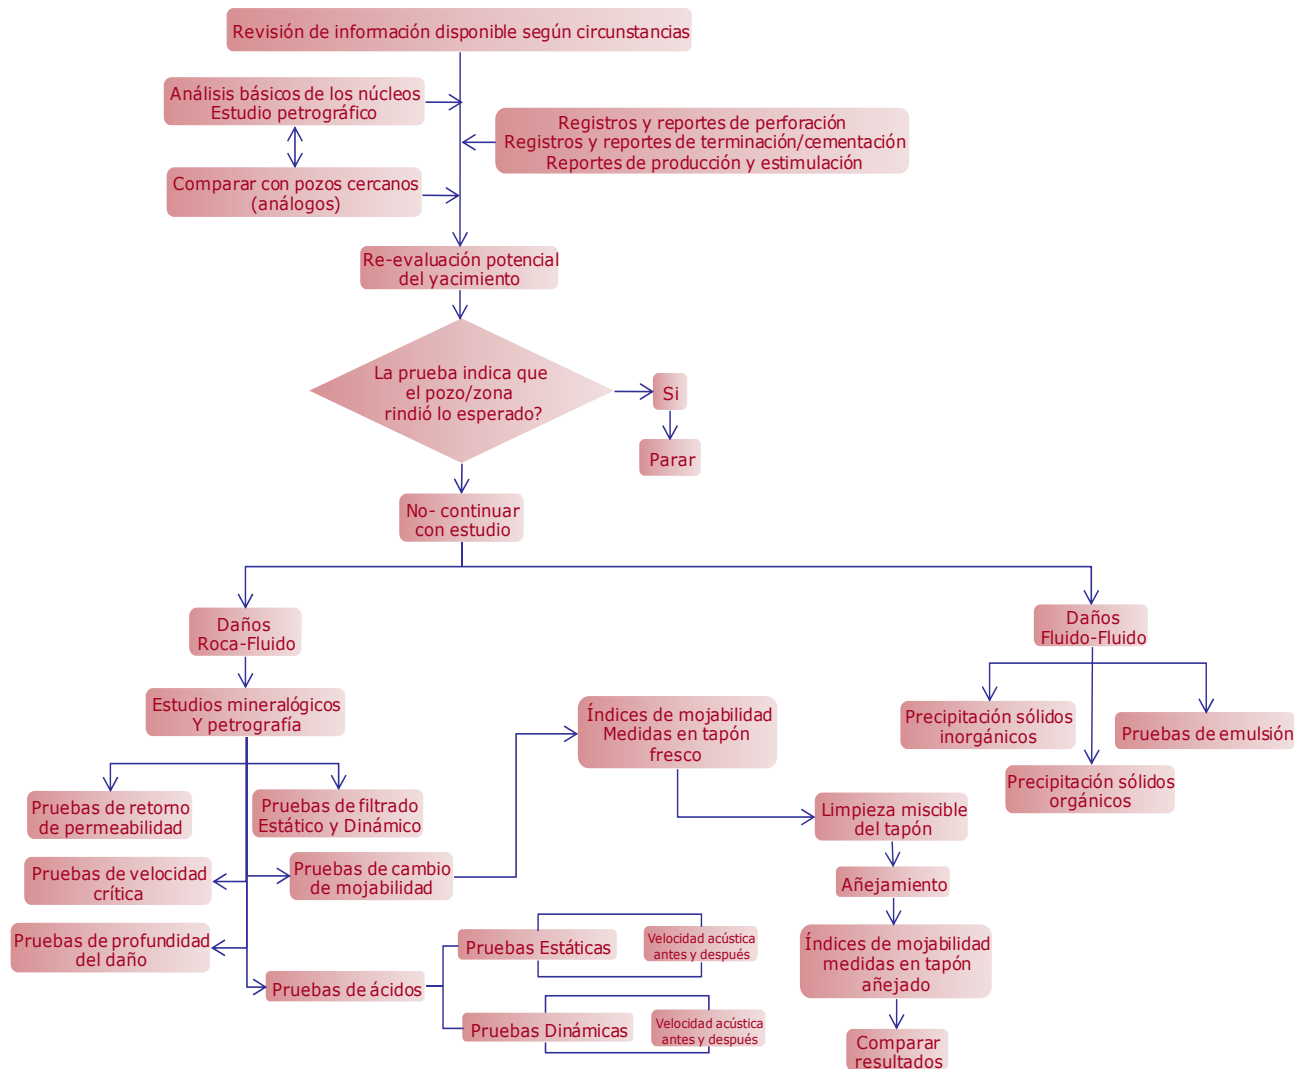 Revisión de información disponible según circunstancias
Análisis básicos de los núcleos
Estudio petrográfico
Registros y reportes de perforación
Registros y reportes de terminación/cementación
Reportes de producción y estimulación
Comparar con pozos cercanos
(análogos)
Re-evaluación potencial
del yacimiento
La prueba indica que
el pozo/zona
rindió lo esperado?
Si
Parar
No- continuar
con estudio
Daños
Roca-Fluido
Daños
Fluido-Fluido
Estudios mineralógicos
Y petrografía
Índices de mojabilidad
Medidas en tapón
fresco
Precipitación sólidos
inorgánicos
Pruebas de emulsión
Precipitación sólidos
orgánicos
Pruebas de retorno
de permeabilidad
Pruebas de filtrado
Estático y Dinámico
Limpieza miscible
del tapón
Pruebas de velocidad
crítica
Pruebas de cambio
de mojabilidad
Añejamiento
Pruebas de profundidad
del daño
Pruebas Estáticas
Velocidad acústica
antes y después
Índices de mojabilidad
medidas en tapón
añejado
Pruebas de ácidos
Pruebas Dinámicas
Velocidad acústica
antes y después
Comparar
resultados